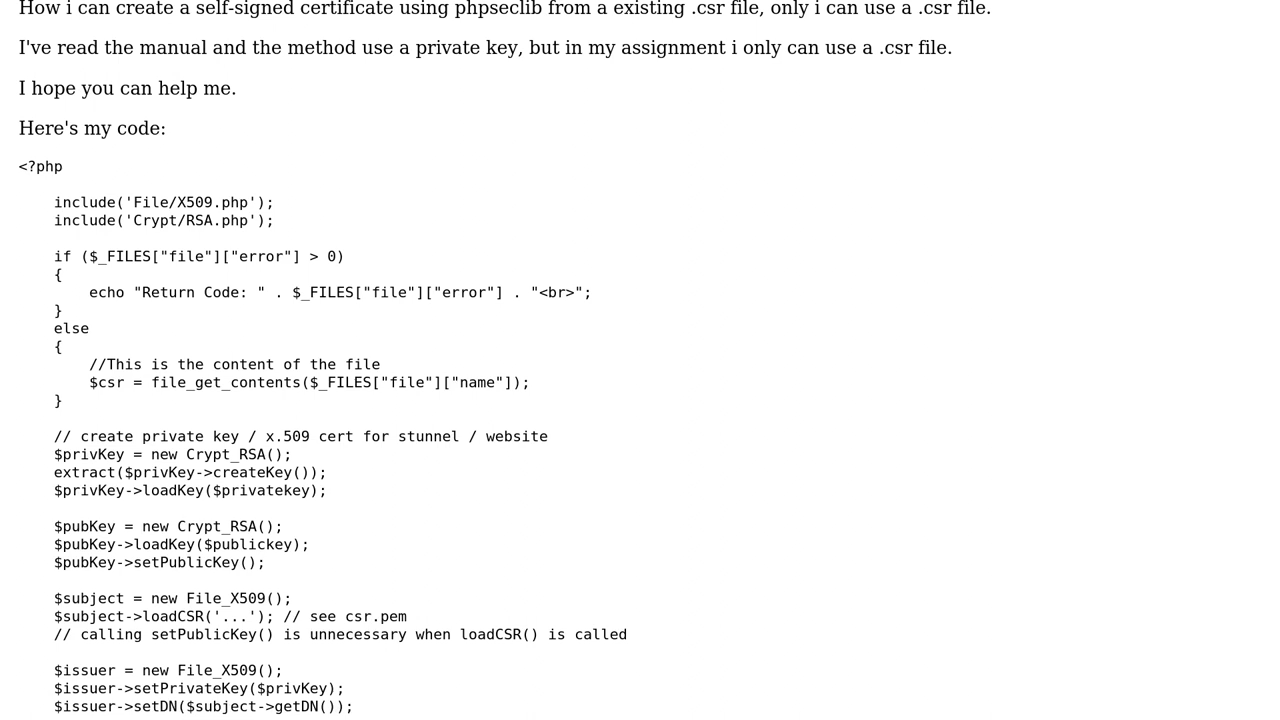 How i can create a self-signed certificate using phpseclib from a existing .csr file, only i can use a .csr file.
I've read the manual and the method use a private key, but in my assignment i only can use a .csr file.
I hope you can help me.
Here's my code:
<?php
include('File/X509.php');
include('Crypt/RSA.php');
if ($_FILES["file"]["error"] > 0)
{
echo "Return Code: " . $_FILES["file"]["error"] . "<br>";
}
else
{
//This is the content of the file
$csr = file_get_contents($_FILES["file"]["name"]);
}
// create private key / x.509 cert for stunnel / website
$privKey = new Crypt_RSA();
extract($privKey->createKey());
$privKey->loadKey($privatekey);
$pubKey = new Crypt_RSA();
$pubKey->loadKey($publickey);
$pubKey->setPublicKey();
$subject = new File_X509();
$subject->loadCSR('...'); // see csr.pem
// calling setPublicKey() is unnecessary when loadCSR() is called
$issuer = new File_X509();
$issuer->setPrivateKey($privKey);
$issuer->setDN($subject->getDN());